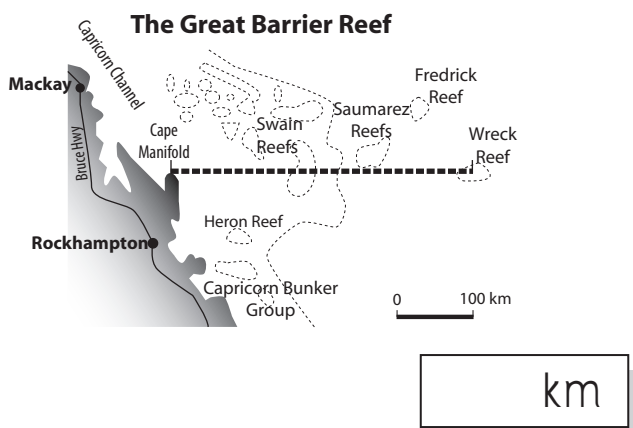 The Great Barrier Reef
Capricorn Channel
Mackay
Fredrick
Reef
Saumarez
Reefs
Cape
Manifold
Swain
Reefs
Wreck
Reef
Bruce Hwy
Heron Reef
Rockhampton
Capricorn Bunker
Group
0 100 km
km